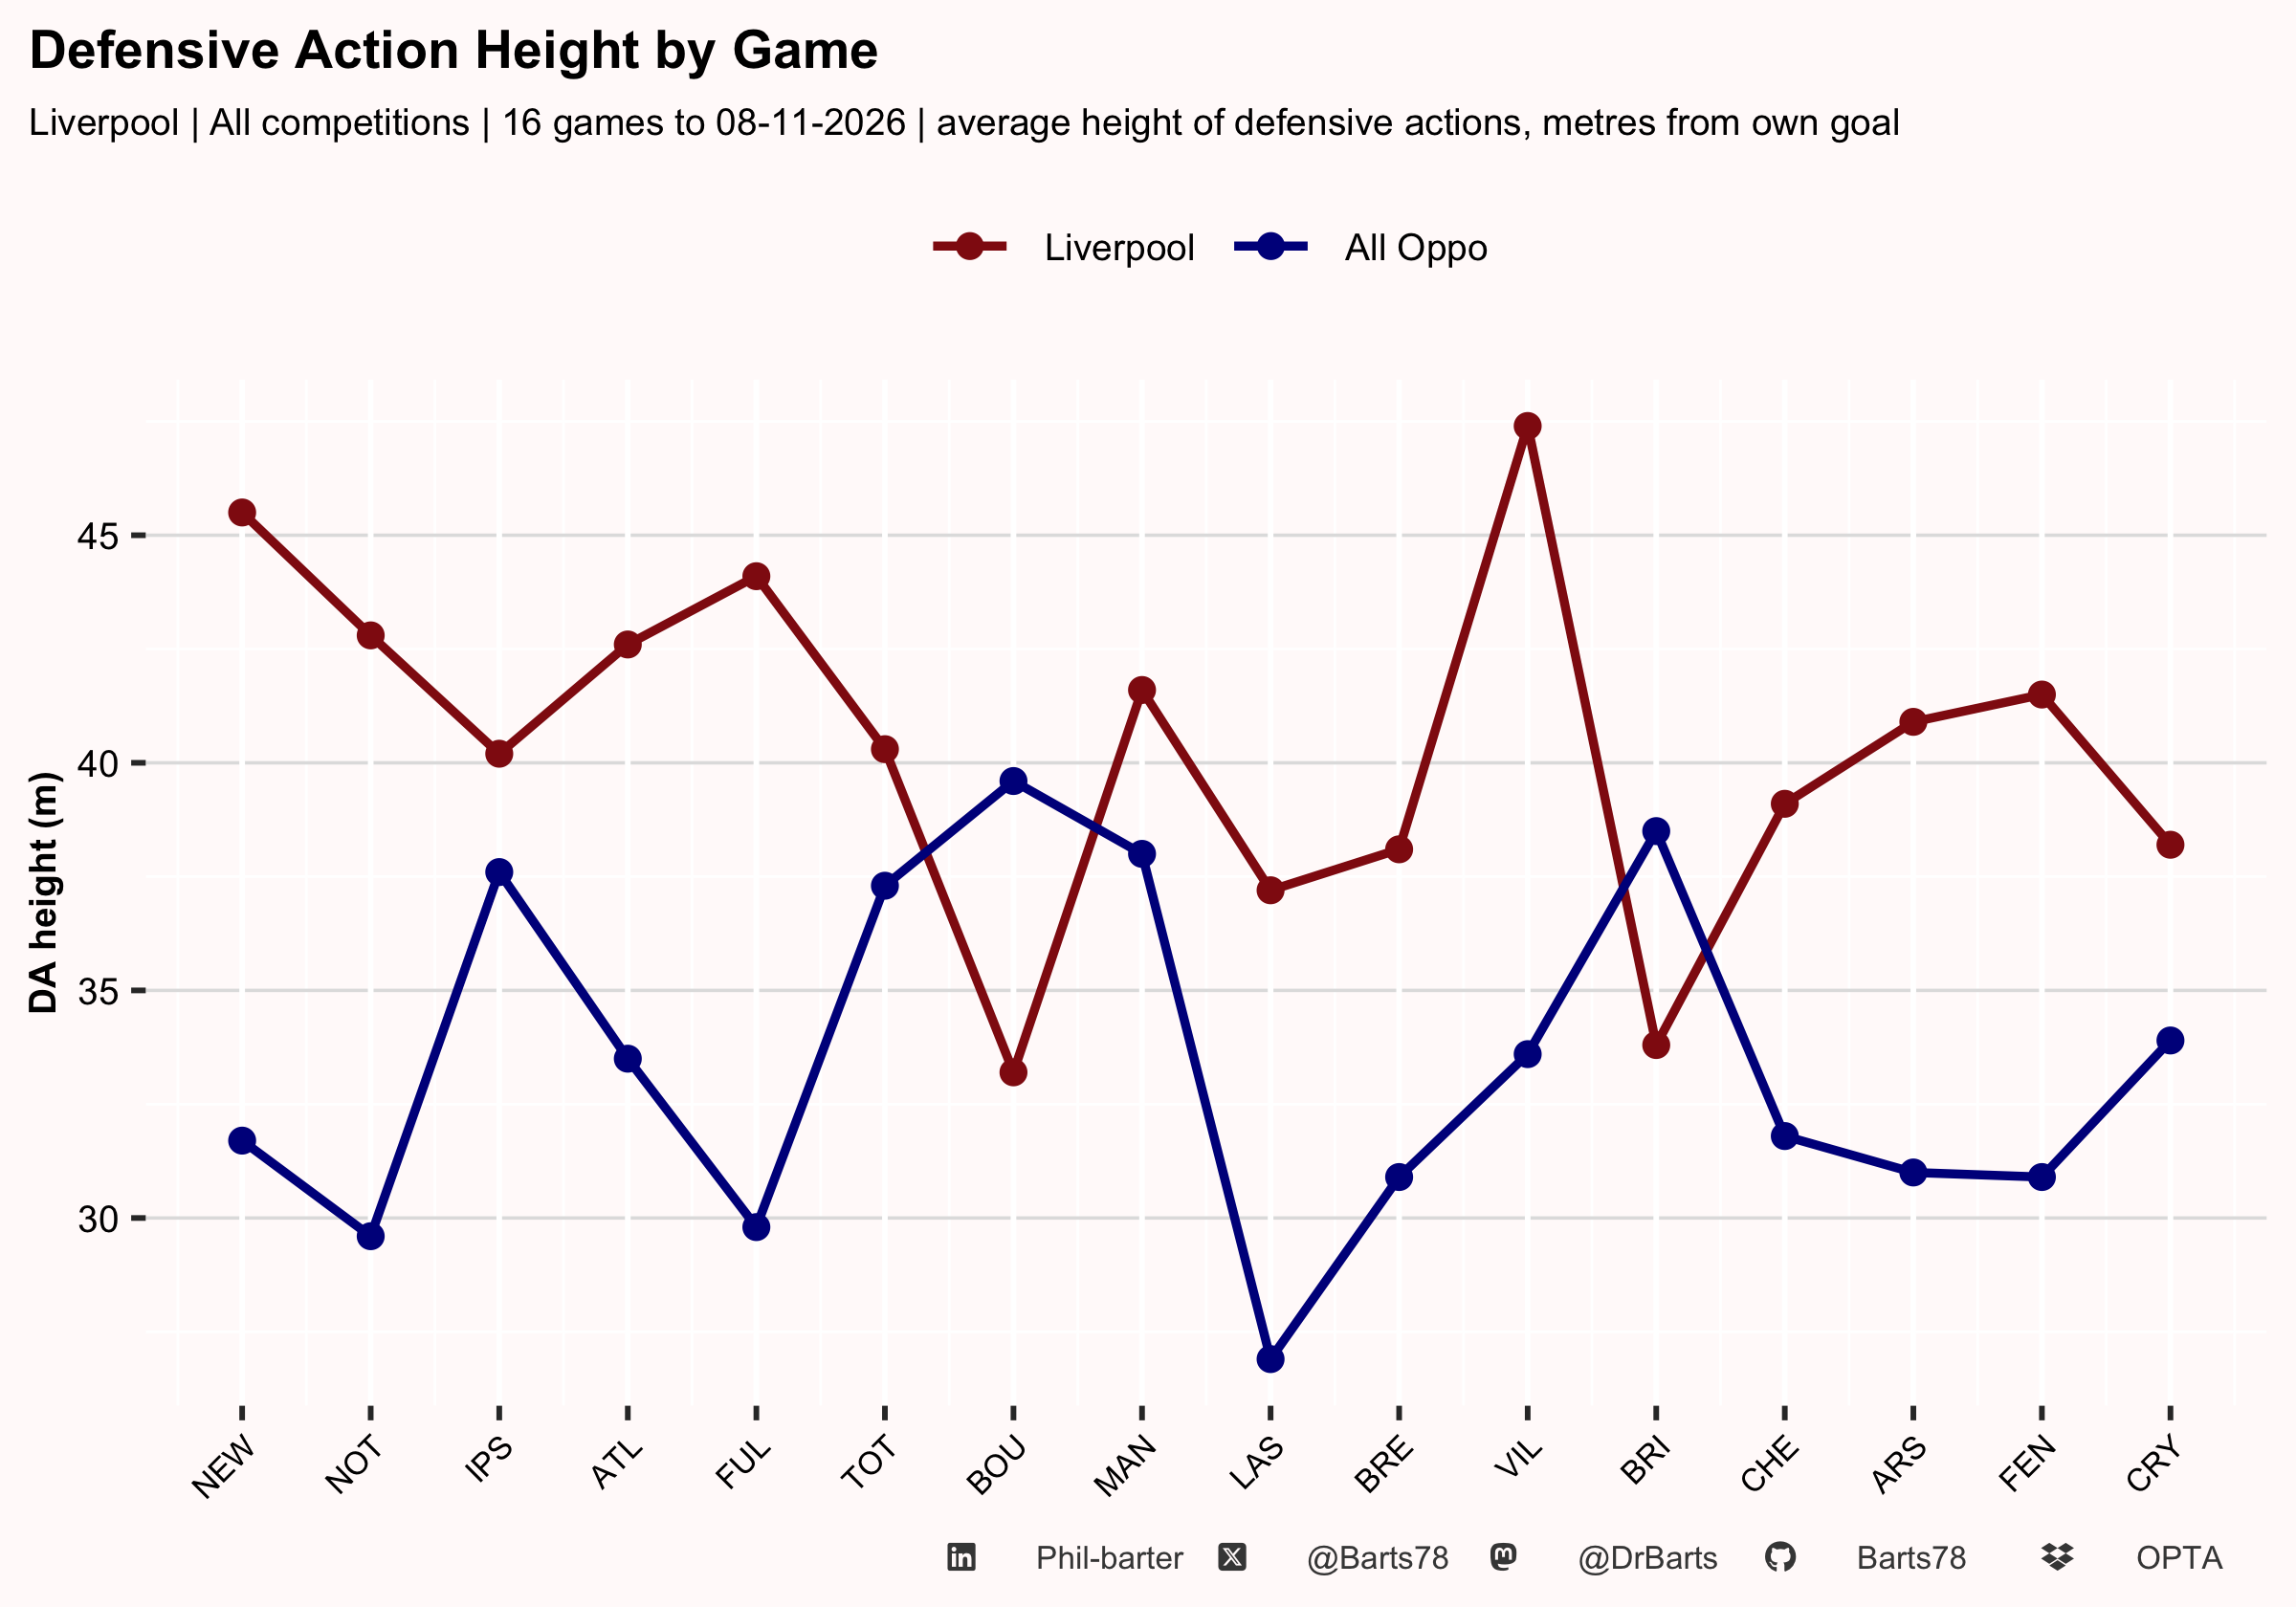 Defensive Action Height by Game
Liverpool | All competitions | 16 games to 08-11-2026 | average height of defensive actions, metres from own goal
Liverpool All Oppo
DA height (m)
45
40
35
30
NEW NOT IPS ATL FUL TOT BOU MAN LAS BRE VIL BRI CHE ARS FEN CRY
Phil-barter @Barts78 @DrBarts Barts78 OPTA